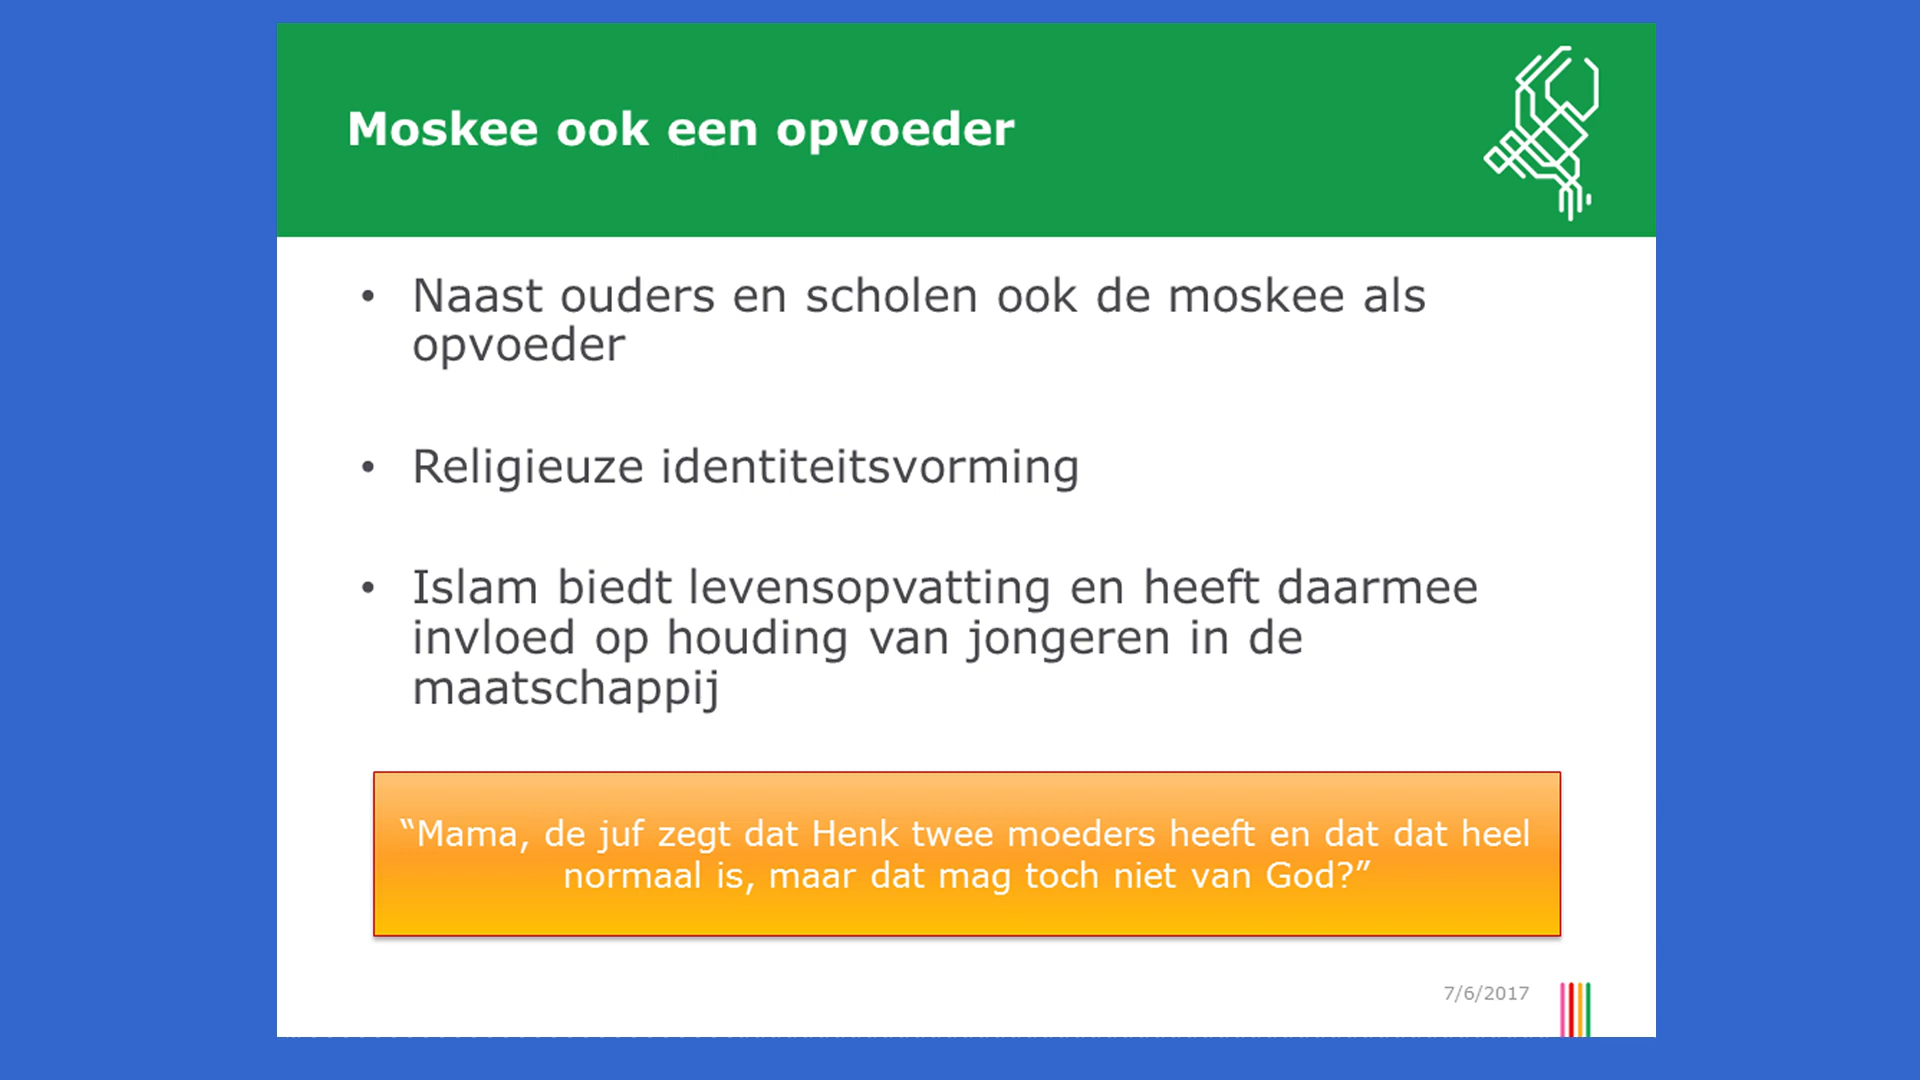 Moskee ook een opvoeder
• Naast ouders en scholen ook de moskee als
opvoeder
• Religieuze identiteitsvorming
• Islam biedt levensopvatting en heeft daarmee
invloed op houding van jongeren in de
maatschappij
“Mama, de juf zegt dat Henk twee moeders heeft en dat dat heel
normaal is, maar dat mag toch niet van God?”
7/6/2017